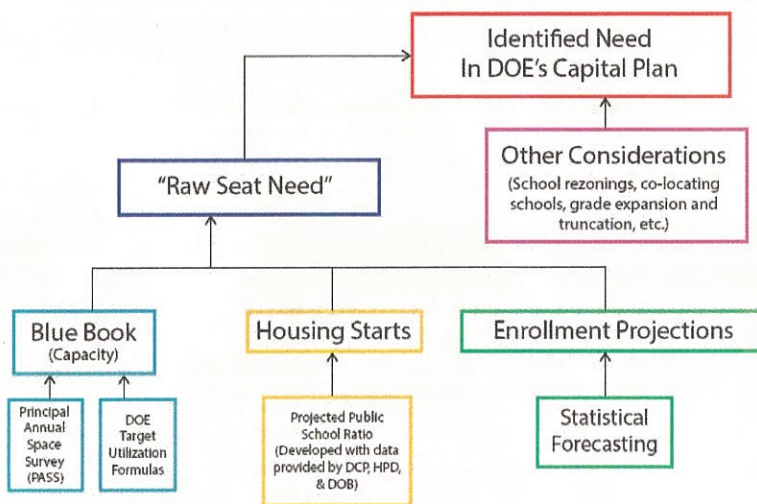 Identified Need
In DOE's Capital Plan
Other Considerations
(School rezonings, co-locating
schools, grade expansion and
truncation, etc.)
"Raw Seat Need"
Blue Book
(Capacity)
Housing Starts
Enrollment Projections
Principal
Annual
Space
Survey
(PASS)
DOE
Target
Utilization
Formulas
Projected Public
School Ratio
(Developed with data
provided by DCP, HPD,
& DOB)
Statistical
Forecasting